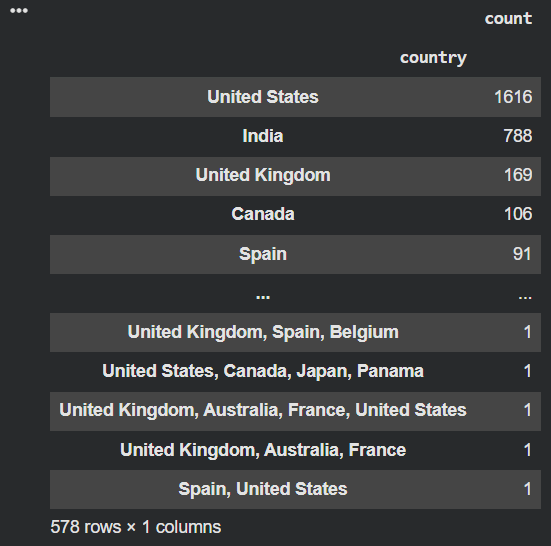 count
country
United States 1616
India 788
United Kingdom 169
Canada 106
Spain 91
... ...
United Kingdom, Spain, Belgium 1
United States, Canada, Japan, Panama 1
United Kingdom, Australia, France, United States 1
United Kingdom, Australia, France 1
Spain, United States 1
578 rows × 1 columns